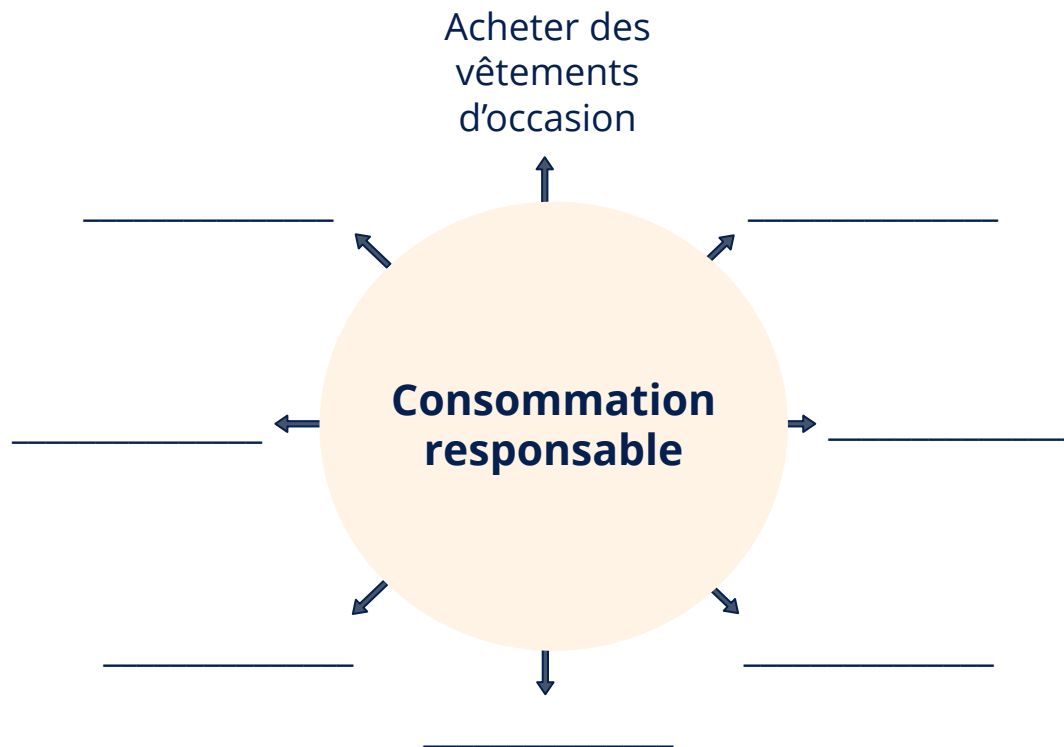 Acheter des
vêtements
d’occasion
Consommation
responsable